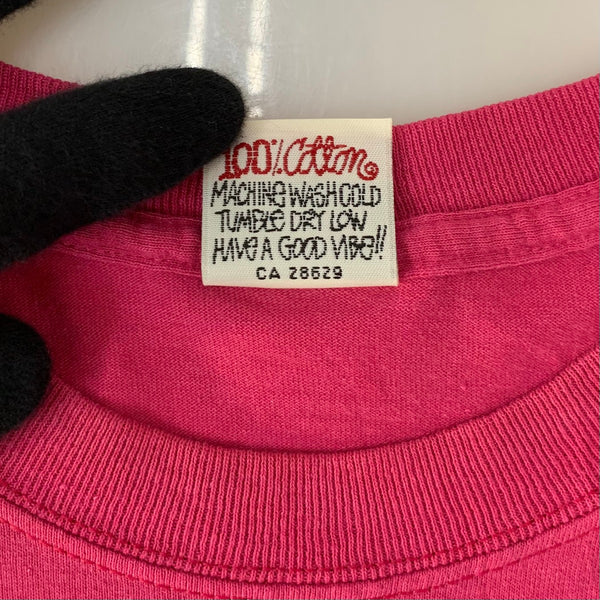 100% Cotton
MACHINE WASH COLD
TUMBLE DRY LOW
HAVE A GOOD VIBE!!
CA 28629